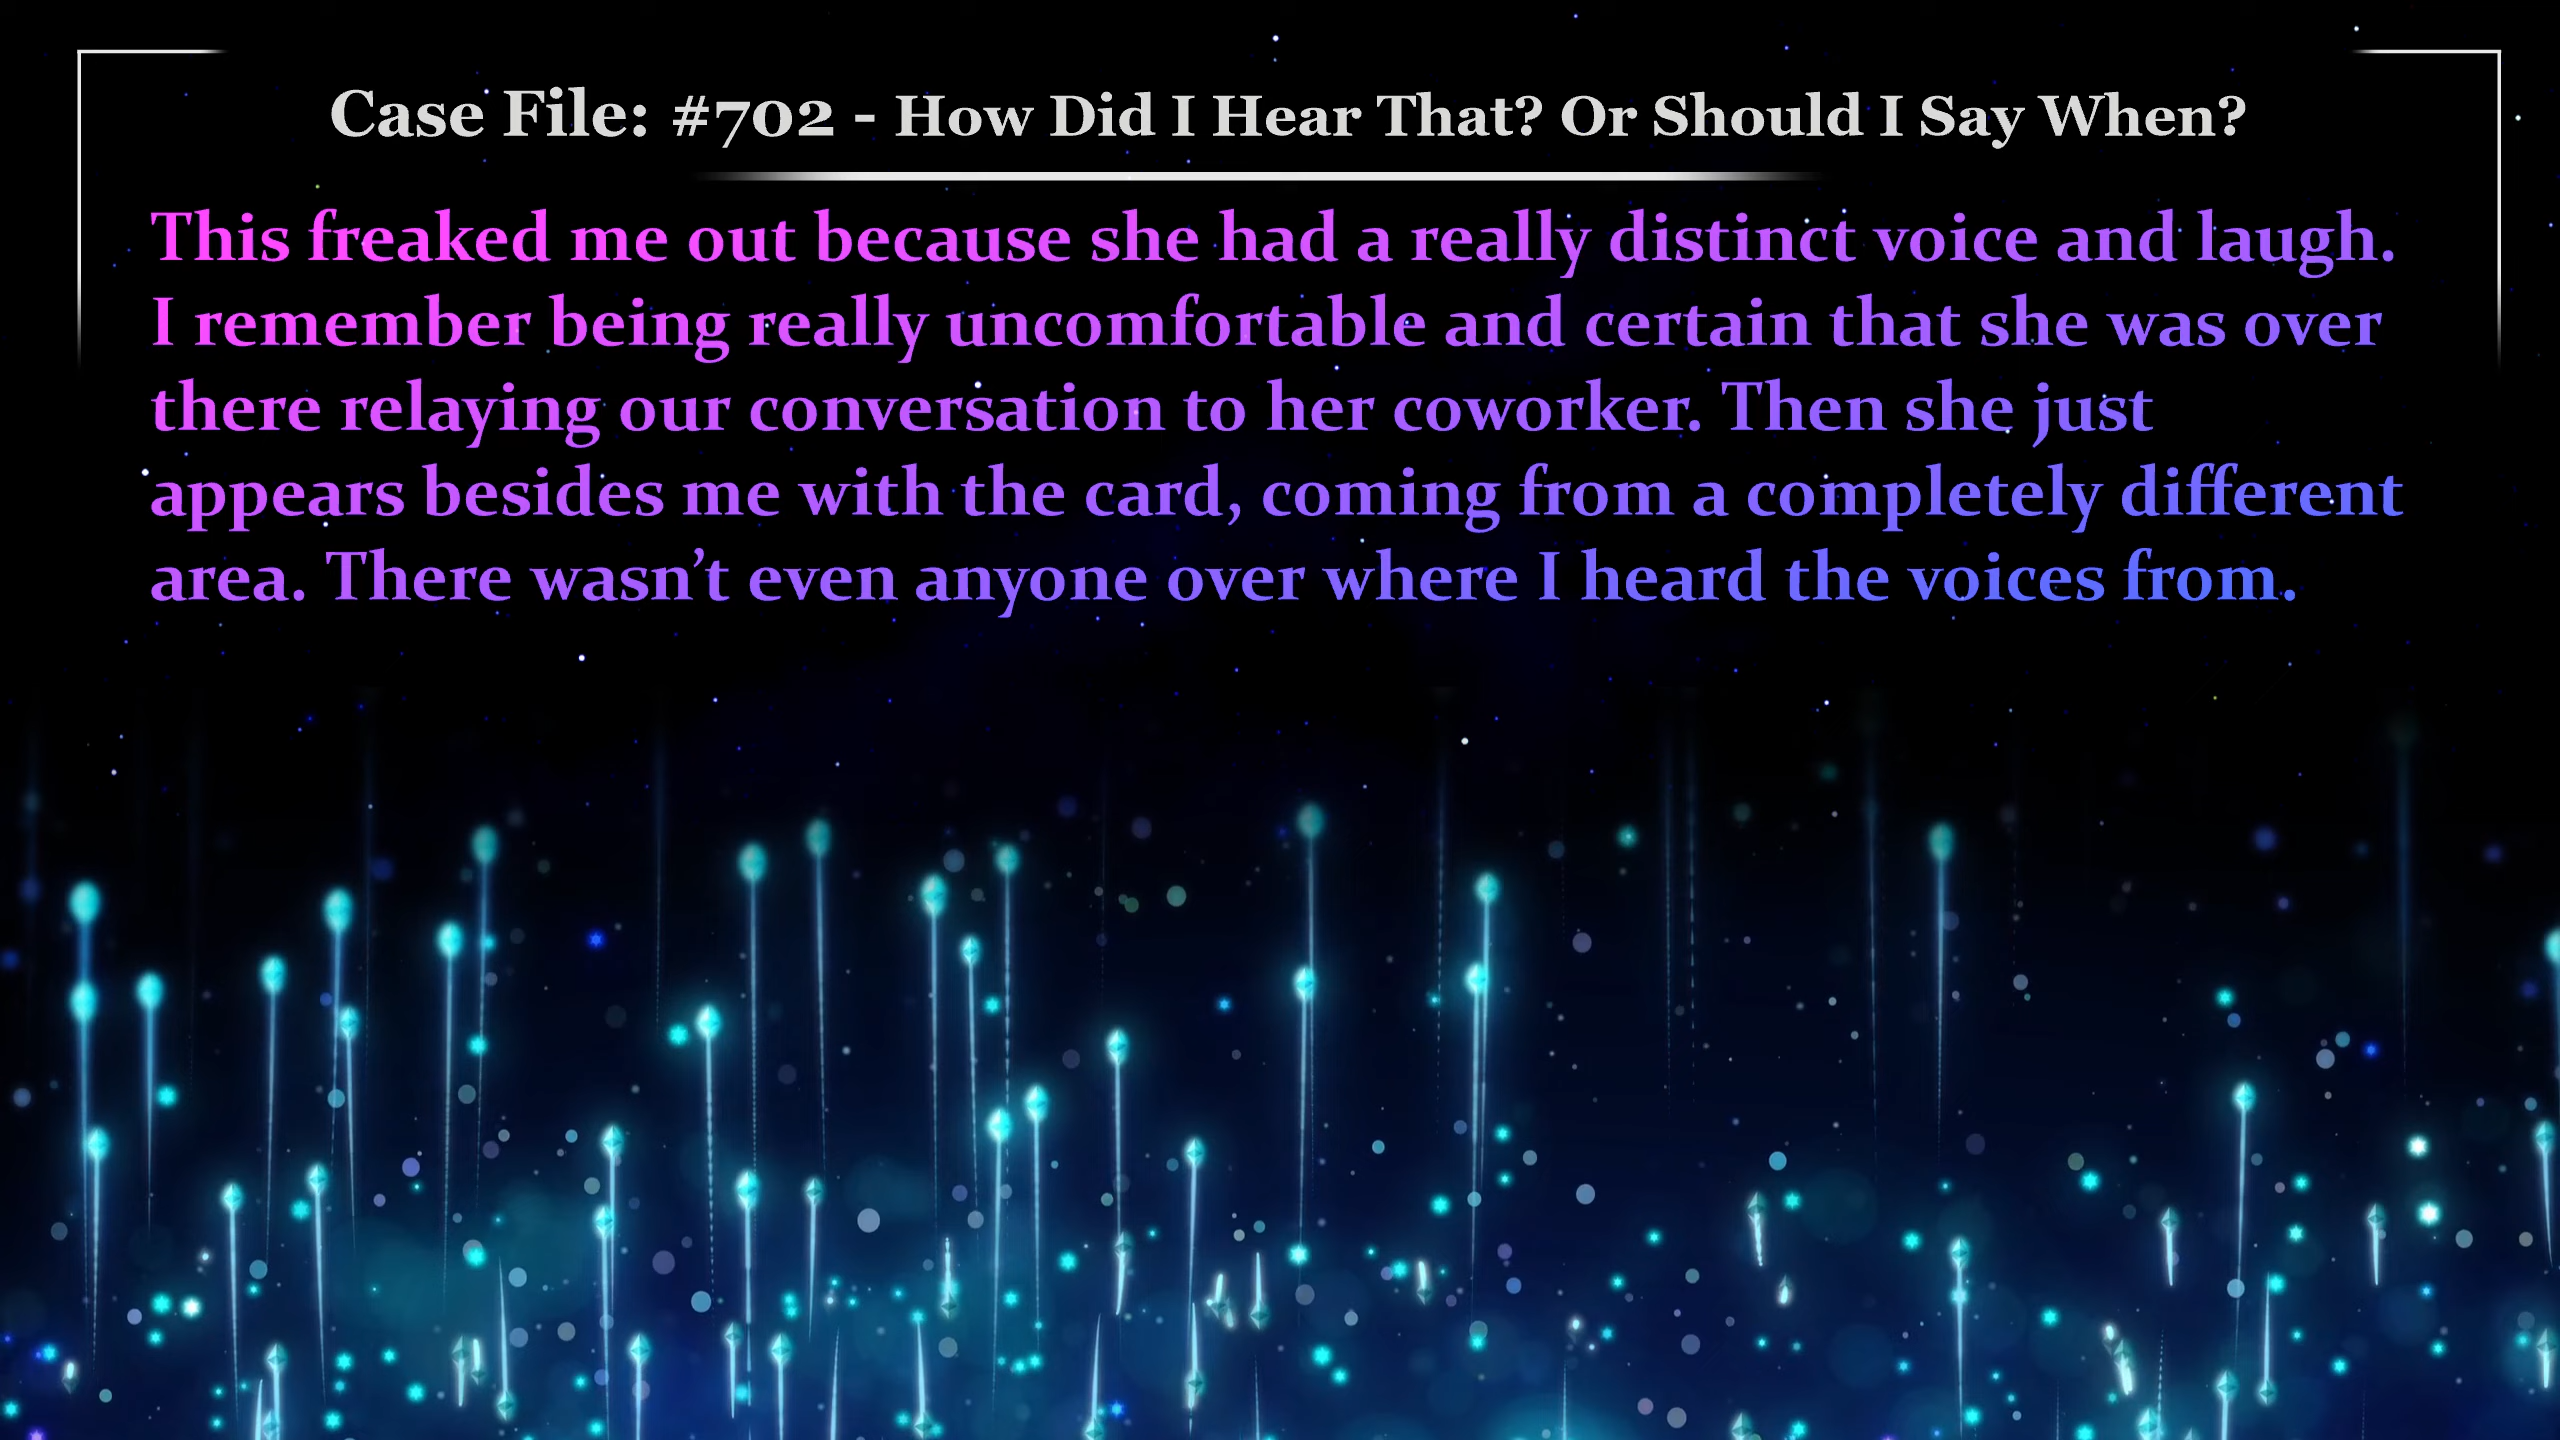 Case File: #702 - How Did I Hear That? Or Should I Say When?
This freaked me out because she had a really distinct voice and laugh.
I remember being really uncomfortable and certain that she was over
there relaying our conversation to her coworker. Then she just
appears besides me with the card, coming from a completely different
area. There wasn’t even anyone over where I heard the voices from.